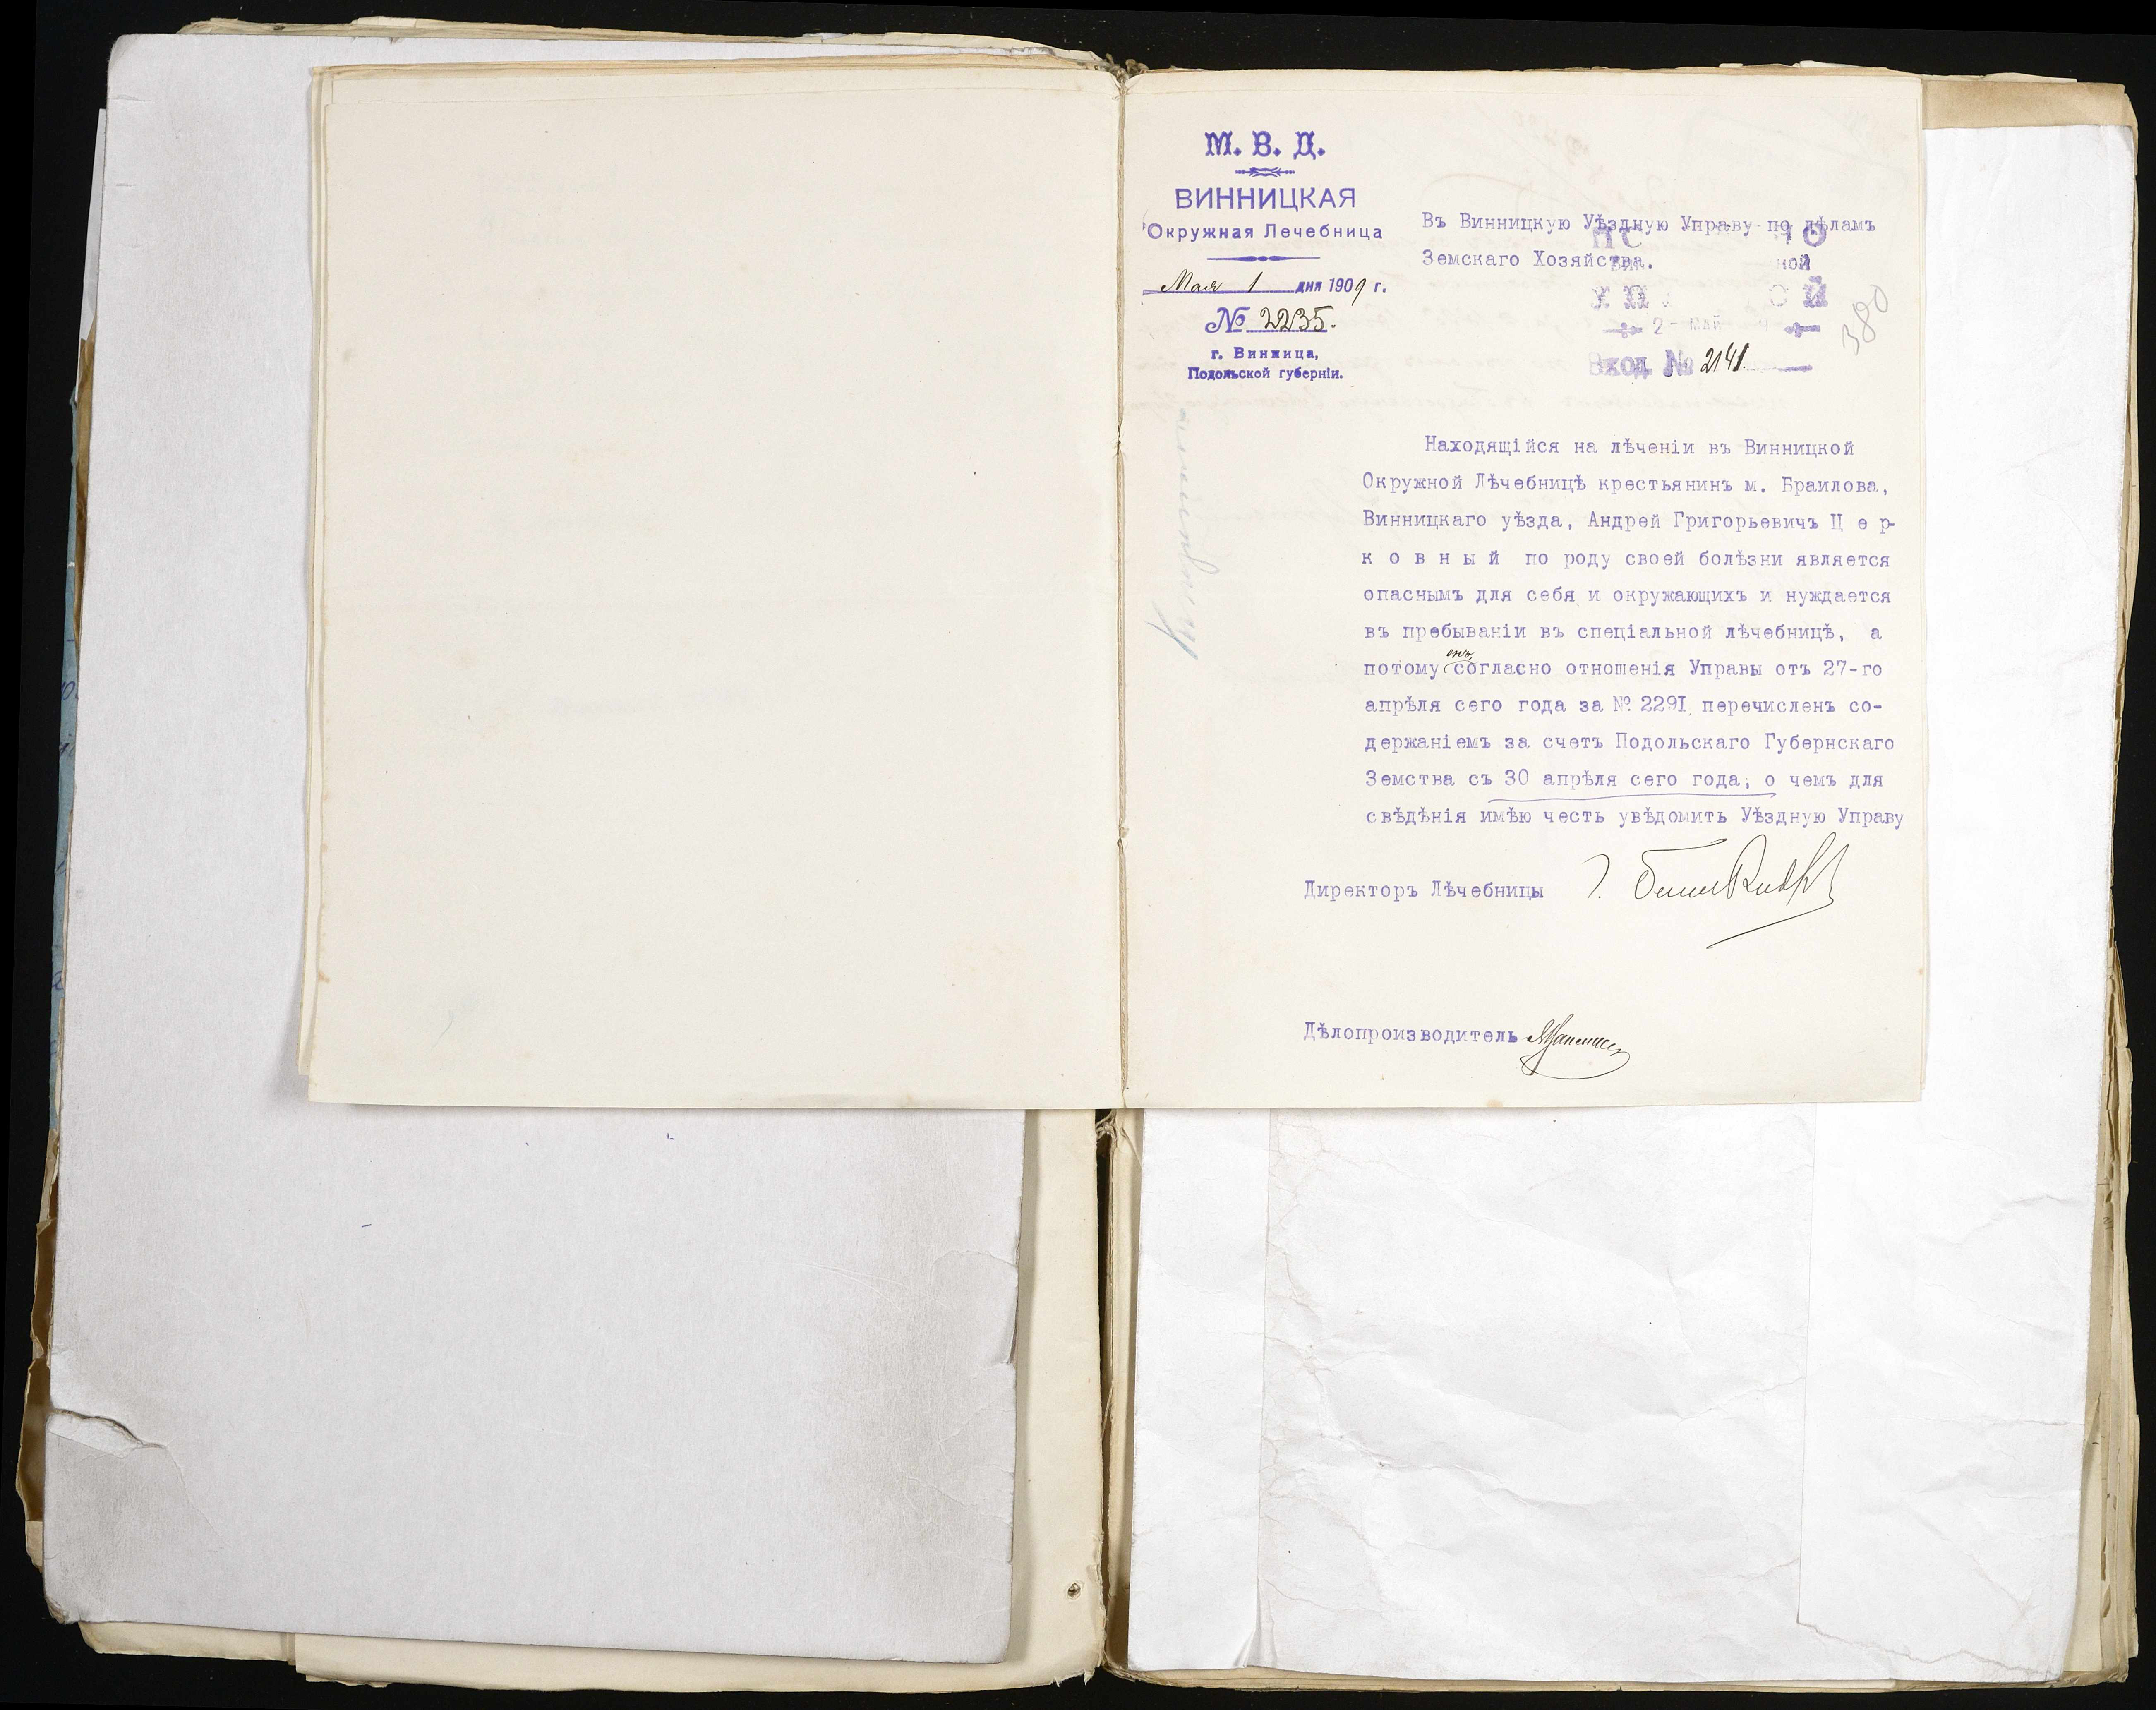 М. В. Д.
ВИННИЦКАЯ
Окружная Лечебница
Мая 1 дня 1909 г.
№ 2235.
г. Винница,
Подольской губерніи.
Въ Винницкую Уѣздную Управу по дѣламъ
Земскаго Хозяйства.
2- МАЙ
Вход. № 2141.
380
Находящійся на лѣченіи въ Винницкой
Окружной Лѣчебницѣ крестьянинъ м. Браилова,
Винницкаго уѣзда, Андрей Григорьевичъ Ц е р-
к о в н ы й по роду своей болѣзни является
опаснымъ для себя и окружающихъ и нуждается
въ пребываніи въ спеціальной лѣчебницѣ, а
потому онъ согласно отношенія Управы отъ 27-го
апрѣля сего года за № 229I перечисленъ со-
держаніемъ за счетъ Подольскаго Губернскаго
Земства съ 30 апрѣля сего года; о чемъ для
свѣдѣнія имѣю честь увѣдомить Уѣздную Управу
Директоръ Лѣчебницы
Дѣлопроизводитель